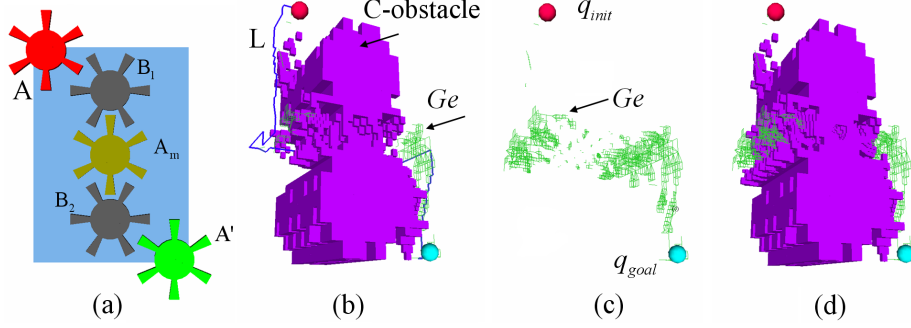 A
B1
Am
B2
A'
(a)
L
C-obstacle
Ge
(b)
qinit
Ge
qgoal
(c)
(d)